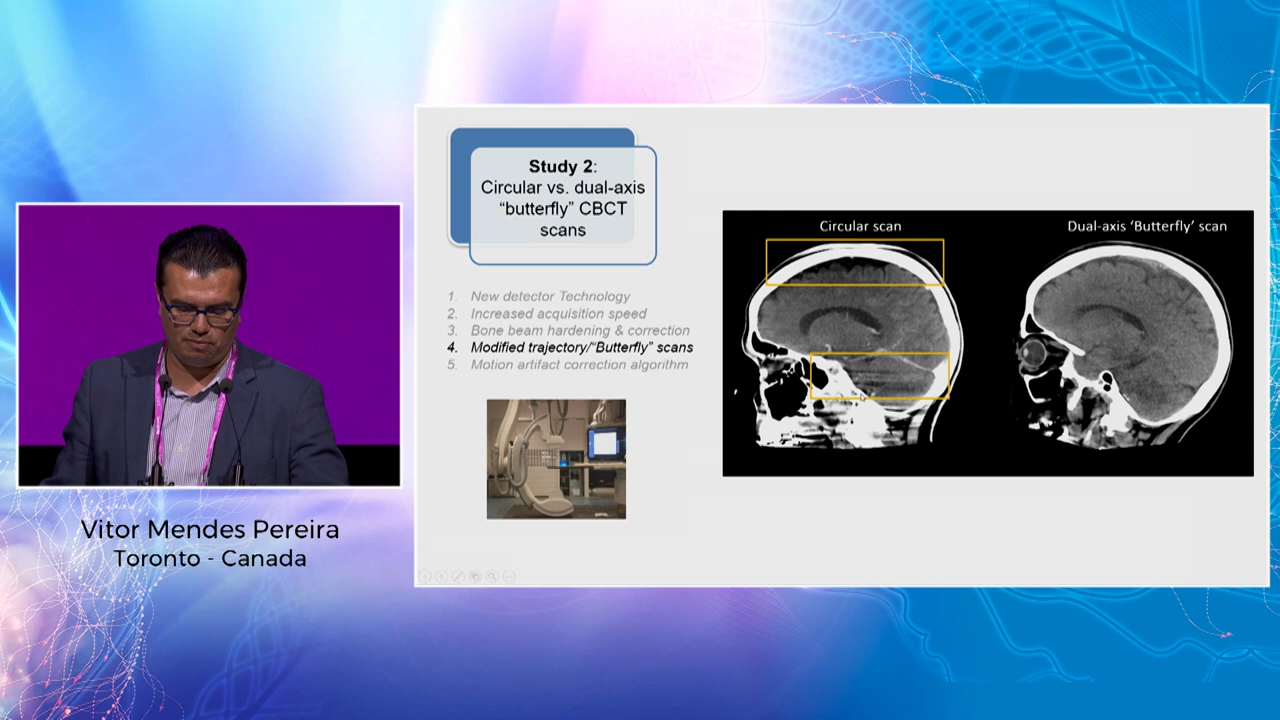 Study 2:
Circular vs. dual-axis
“butterfly” CBCT
scans
1. New detector Technology
2. Increased acquisition speed
3. Bone beam hardening & correction
4. Modified trajectory/“Butterfly” scans
5. Motion artifact correction algorithm
Circular scan
Dual-axis ‘Butterfly’ scan
Vitor Mendes Pereira
Toronto - Canada